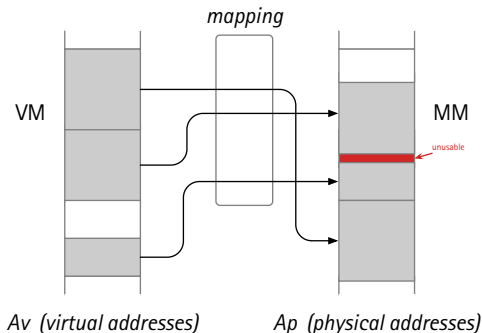 mapping
VM
MM
unusable
Av (virtual addresses)
Ap (physical addresses)